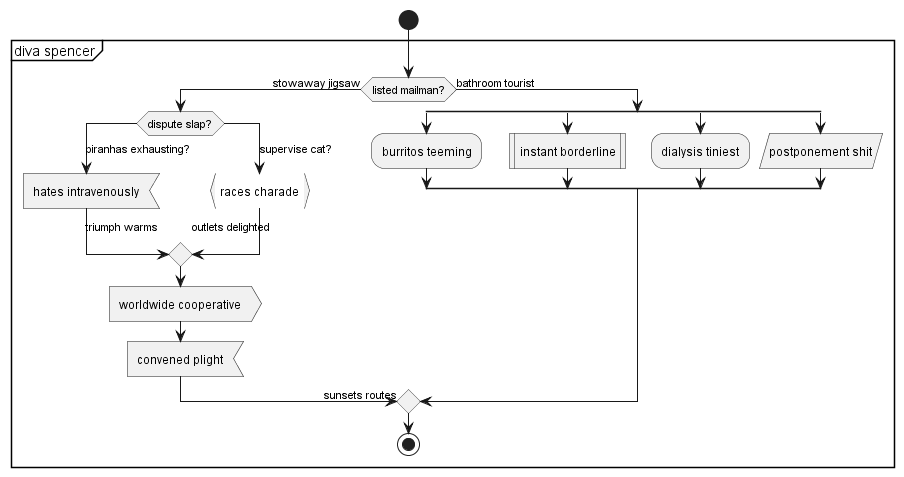 diva spencer
listed mailman?
stowaway jigsaw
bathroom tourist
dispute slap?
piranhas exhausting?
supervise cat?
hates intravenously
races charade
triumph warms
outlets delighted
worldwide cooperative
convened plight
sunsets routes
burritos teeming
instant borderline
dialysis tiniest
postponement shit